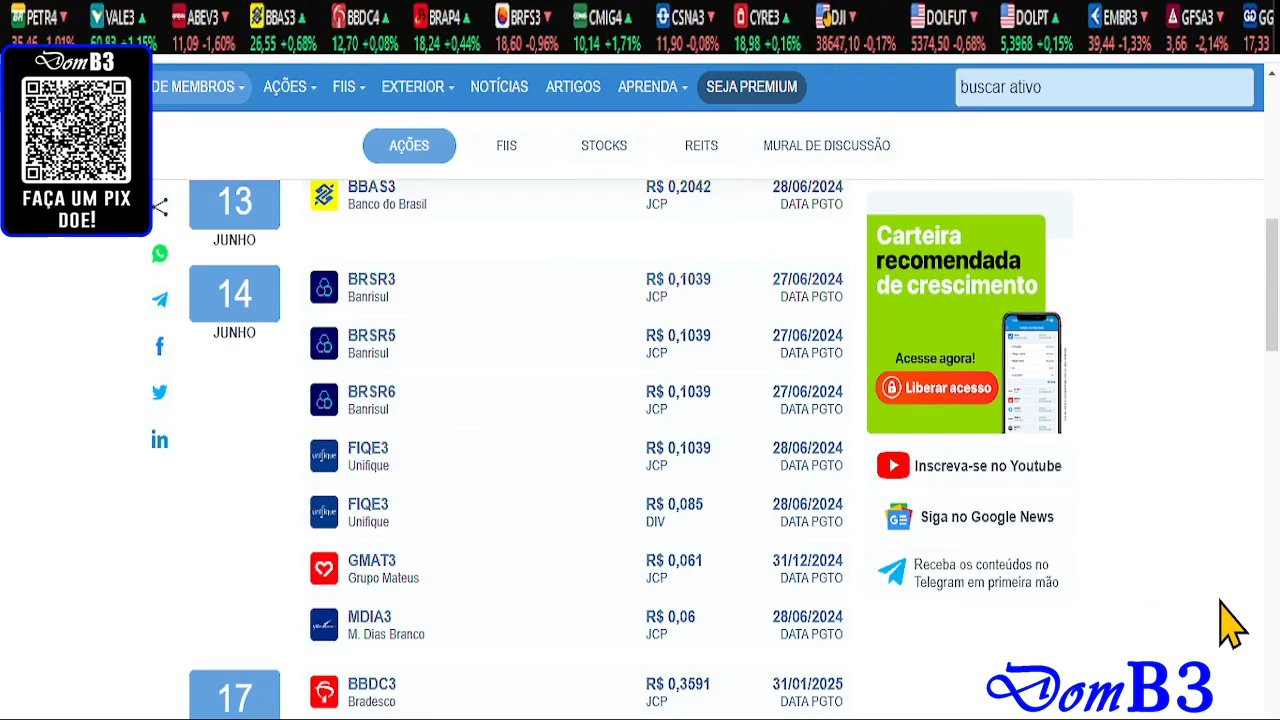 PETR4 ▼ VALE3 ▲ ABEV3 ▼ BBAS3 ▲ BBDC4 ▲ BRAP4 ▲ BRFS3 ▼ CMIG4 ▲ CSNA3 ▼ CYRE3 ▲ DJI ▼ DOLFUT ▼ DOLPT ▲ EMBR3 ▼ GFSA3 ▼ GG
35,46 -1,01% 60,83 +1,15% 11,09 -1,60% 26,55 +0,68% 12,70 +0,08% 18,24 +0,44% 18,60 -0,96% 10,14 +1,71% 11,90 -0,08% 18,98 +0,16% 38647,10 -0,17% 5374,50 -0,68% 5,3968 +0,15% 39,44 -1,33% 3,66 -2,14% 17,33
DomB3
FAÇA UM PIX
DOE!
DE MEMBROS AÇÕES FIIS EXTERIOR NOTÍCIAS ARTIGOS APRENDA SEJA PREMIUM buscar ativo
AÇÕES FIIS STOCKS REITS MURAL DE DISCUSSÃO
13
JUNHO
BBAS3 R$ 0,2042 28/06/2024
Banco do Brasil JCP DATA PGTO
14
JUNHO
BRSR3 R$ 0,1039 27/06/2024
Banrisul JCP DATA PGTO
BRSR5 R$ 0,1039 27/06/2024
Banrisul JCP DATA PGTO
BRSR6 R$ 0,1039 27/06/2024
Banrisul JCP DATA PGTO
unifique FIQE3 R$ 0,1039 28/06/2024
Unifique JCP DATA PGTO
unifique FIQE3 R$ 0,085 28/06/2024
Unifique DIV DATA PGTO
GMAT3 R$ 0,061 31/12/2024
Grupo Mateus JCP DATA PGTO
MDIA3 R$ 0,06 28/06/2024
M. Dias Branco JCP DATA PGTO
17
BBDC3 R$ 0,3591 31/01/2025
Bradesco JCP DATA PGTO
Carteira
recomendada
de crescimento
Acesse agora!
Liberar acesso
Inscreva-se no Youtube
Siga no Google News
Receba os conteúdos no
Telegram em primeira mão
DomB3